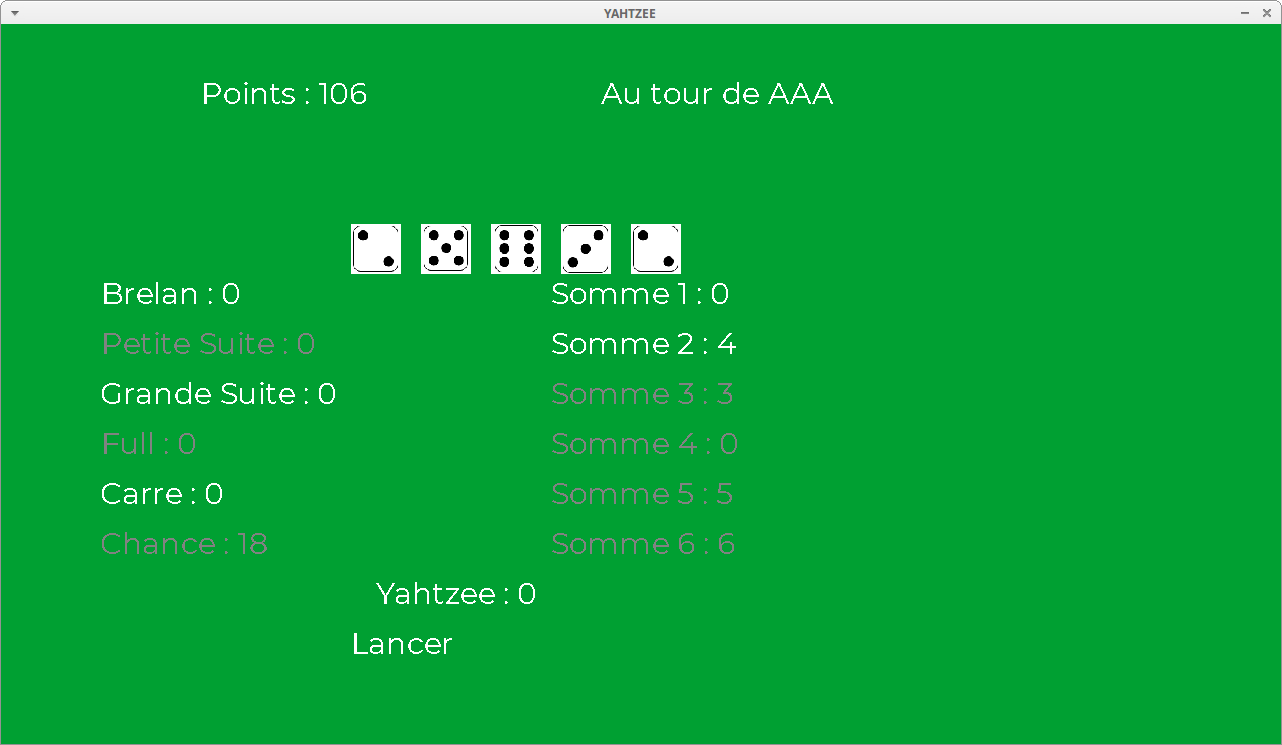 YAHTZEE
Points : 106
Au tour de AAA
Brelan : 0
Somme 1 : 0
Petite Suite : 0
Somme 2 : 4
Grande Suite : 0
Somme 3 : 3
Full : 0
Somme 4 : 0
Carre : 0
Somme 5 : 5
Chance : 18
Somme 6 : 6
Yahtzee : 0
Lancer